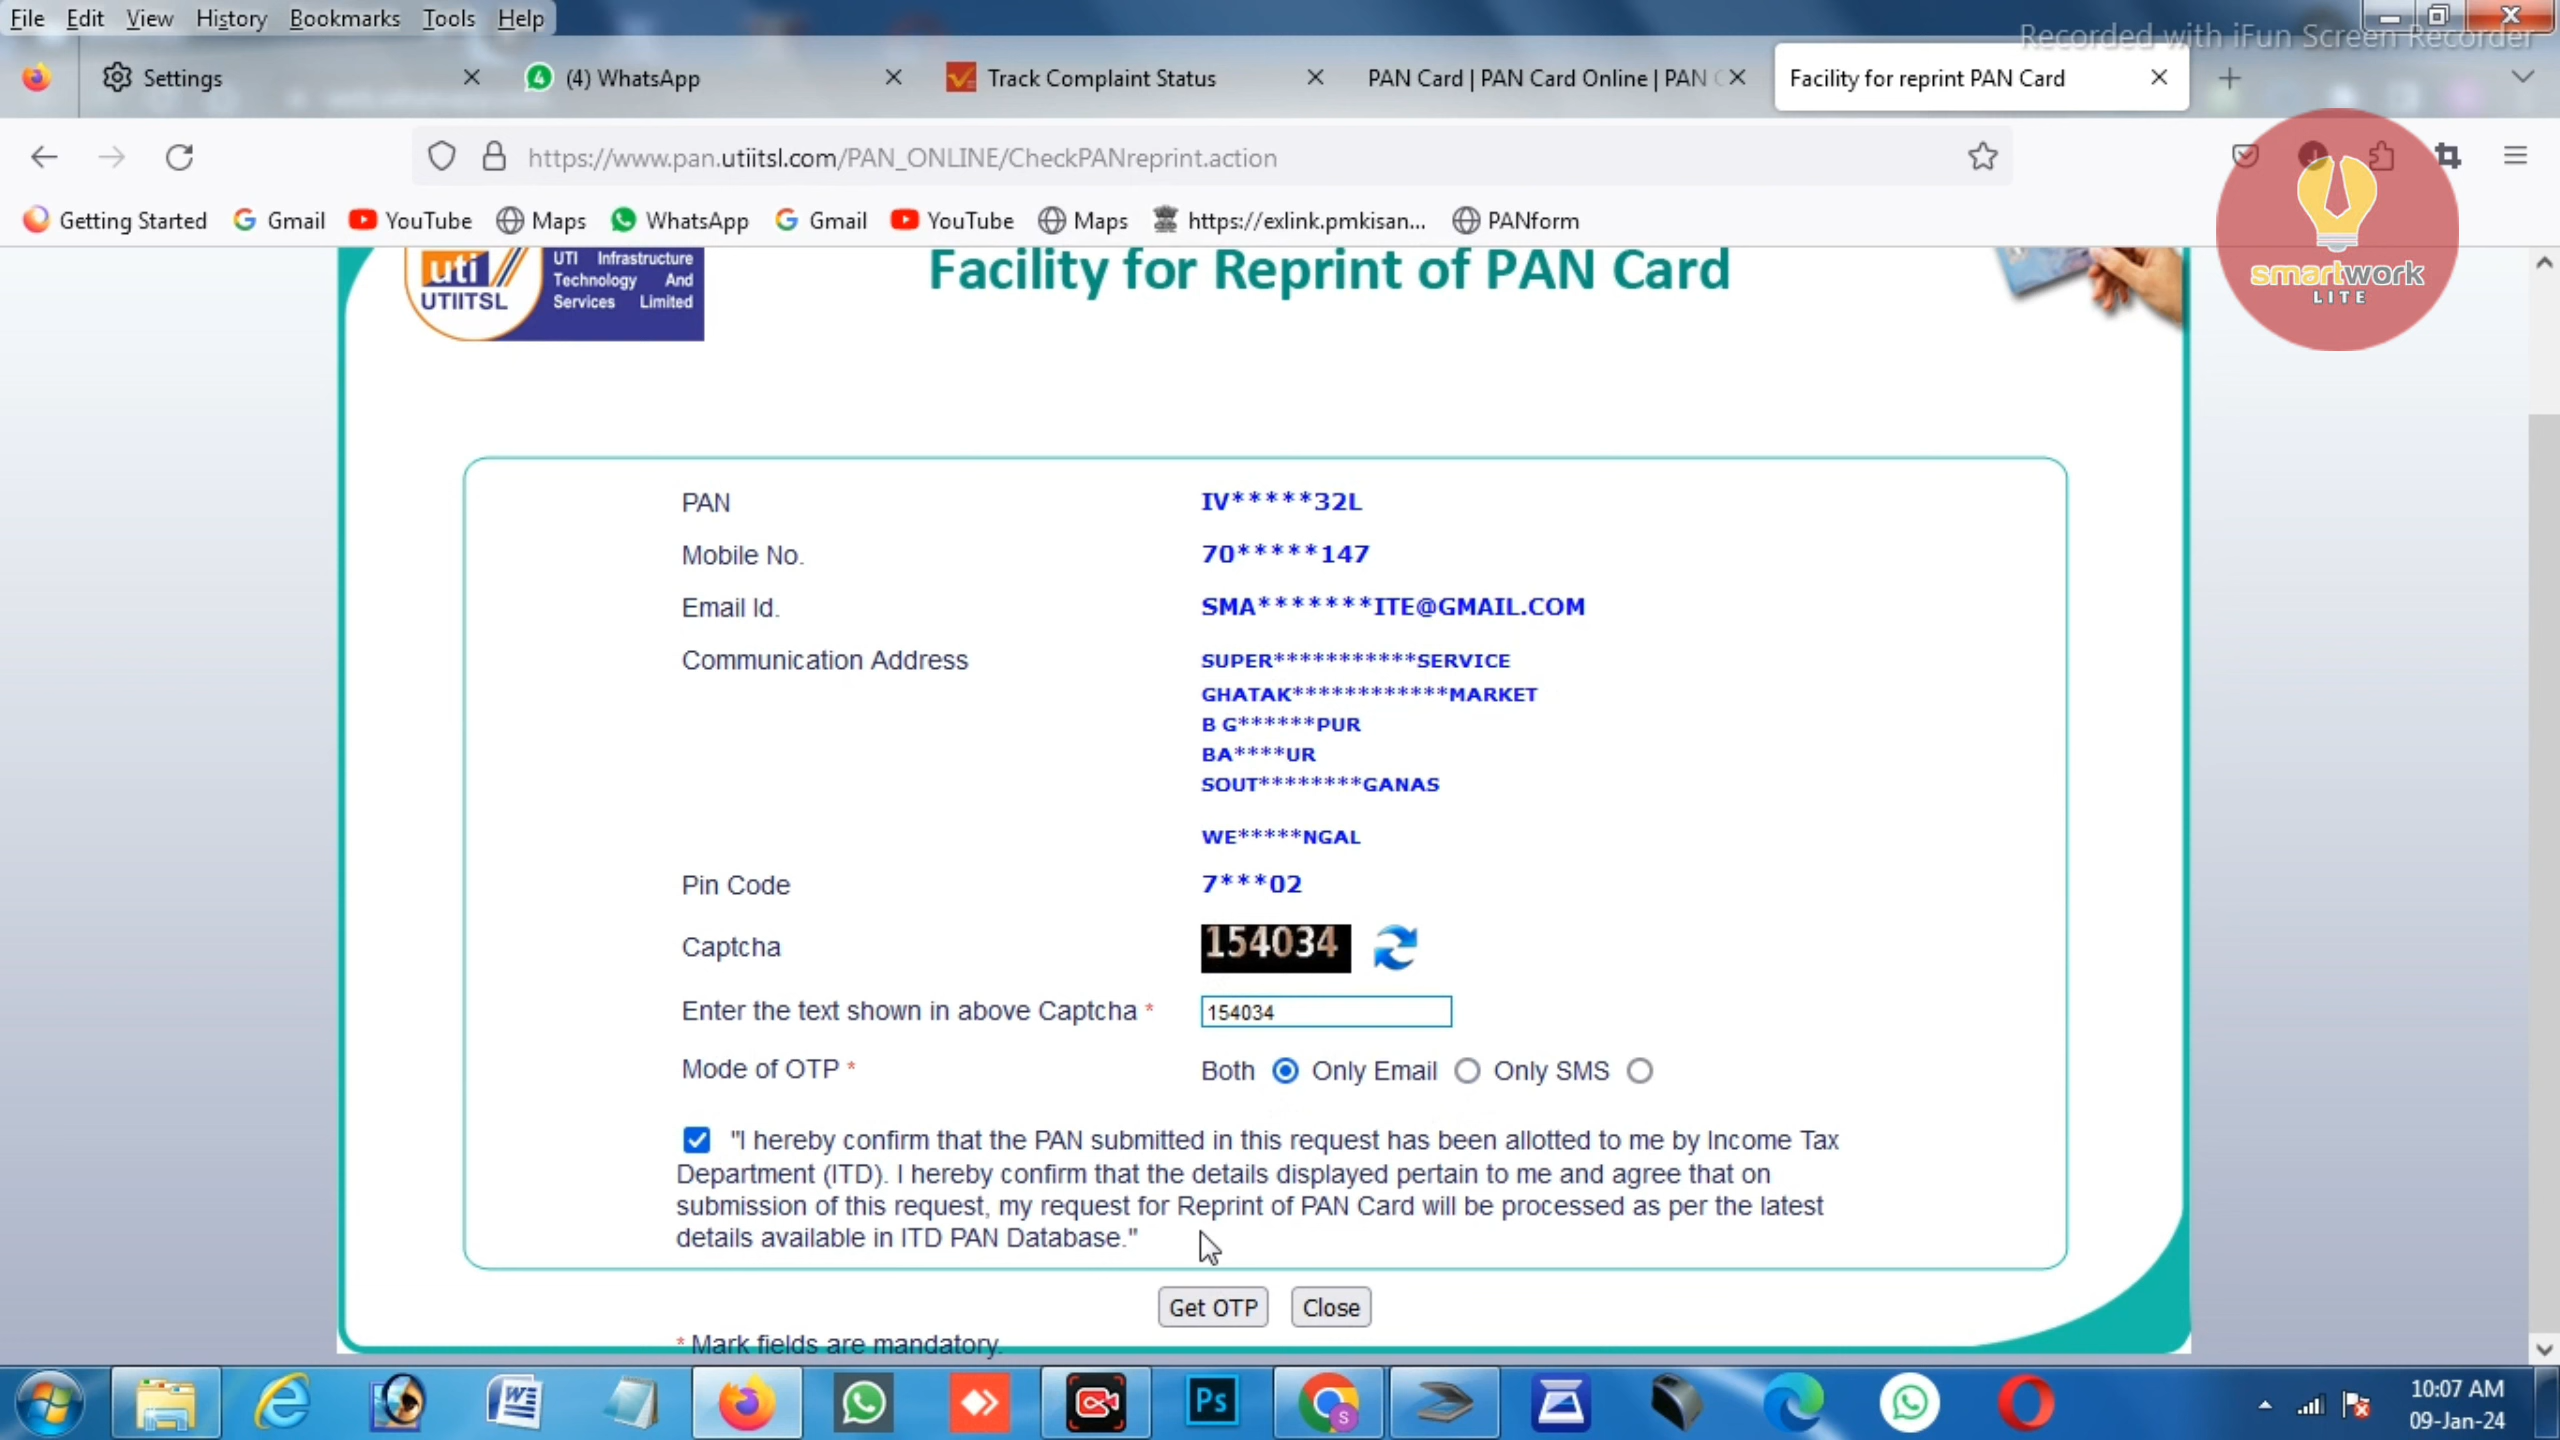 File Edit View History Bookmarks Tools Help
Recorded with iFun Screen Recorder
Settings
4 (4) WhatsApp
Track Complaint Status
PAN Card | PAN Card Online | PAN C
Facility for reprint PAN Card
https://www.pan.utiitsl.com/PAN_ONLINE/CheckPANreprint.action
Getting Started Gmail YouTube Maps WhatsApp Gmail YouTube Maps https://exlink.pmkisan... PANform
smartwork
LITE
uti
UTIITSL
UTI Infrastructure
Technology And
Services Limited
Facility for Reprint of PAN Card
PAN IV*****32L
Mobile No. 70*****147
Email Id. SMA*******ITE@GMAIL.COM
Communication Address SUPER***********SERVICE
GHATAK************MARKET
B G******PUR
BA****UR
SOUT********GANAS
WE*****NGAL
Pin Code 7***02
Captcha 154034
Enter the text shown in above Captcha * 154034
Mode of OTP * Both Only Email Only SMS
"I hereby confirm that the PAN submitted in this request has been allotted to me by Income Tax
Department (ITD). I hereby confirm that the details displayed pertain to me and agree that on
submission of this request, my request for Reprint of PAN Card will be processed as per the latest
details available in ITD PAN Database."
Get OTP Close
* Mark fields are mandatory.
W Ps S
10:07 AM
09-Jan-24